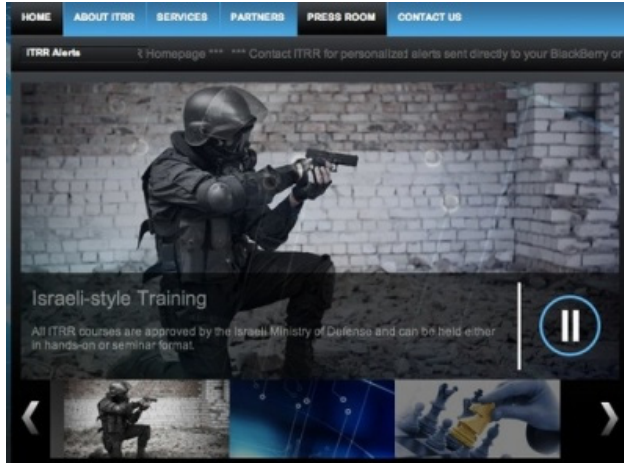 HOME ABOUT ITRR SERVICES PARTNERS PRESS ROOM CONTACT US
ITRR Alerts R Homepage *** *** Contact ITRR for personalized alerts sent directly to your BlackBerry or
Israeli-style Training
All ITRR courses are approved by the Israeli Ministry of Defense and can be held either
in hands-on or seminar format.